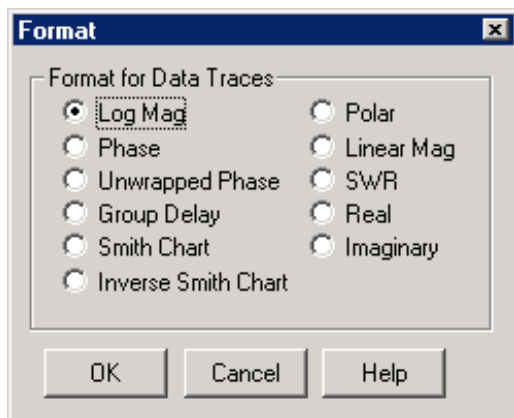 Format
Format for Data Traces
Log Mag
Phase
Unwrapped Phase
Group Delay
Smith Chart
Inverse Smith Chart
Polar
Linear Mag
SWR
Real
Imaginary
OK
Cancel
Help